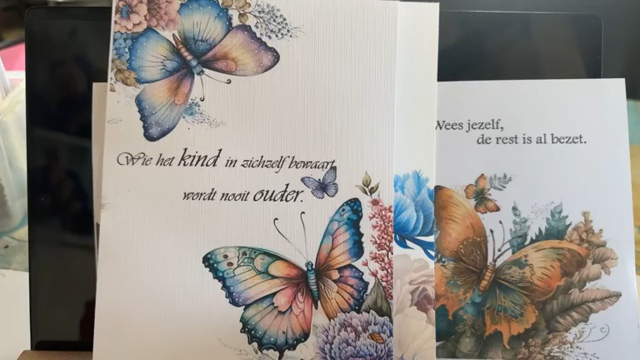 Wie het kind in zichzelf bewaart
wordt nooit ouder.
Wees jezelf,
de rest is al bezet.